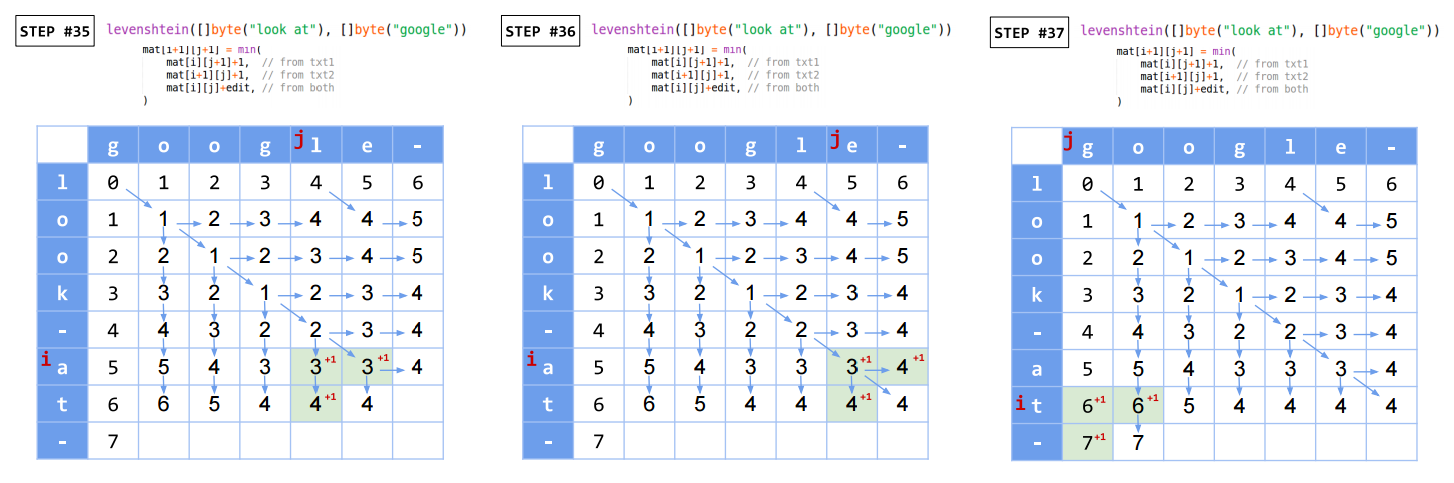 STEP #35 levenshtein([]byte("look at"), []byte("google"))
mat[i+1][j+1] = min(
mat[i][j+1]+1, // from txt1
mat[i+1][j]+1, // from txt2
mat[i][j]+edit, // from both
)
g o o g j l e -
l 0 1 2 3 4 5 6
o 1 1 2 3 4 4 5
o 2 2 1 2 3 4 5
k 3 3 2 1 2 3 4
- 4 4 3 2 2 3 4
i a 5 5 4 3 3 +1 3 +1 4
t 6 6 5 4 4 +1 4
- 7
STEP #36 levenshtein([]byte("look at"), []byte("google"))
mat[i+1][j+1] = min(
mat[i][j+1]+1, // from txt1
mat[i+1][j]+1, // from txt2
mat[i][j]+edit, // from both
)
g o o g l j e -
l 0 1 2 3 4 5 6
o 1 1 2 3 4 4 5
o 2 2 1 2 3 4 5
k 3 3 2 1 2 3 4
- 4 4 3 2 2 3 4
i a 5 5 4 3 3 3 +1 4 +1
t 6 6 5 4 4 4 +1 4
- 7
STEP #37 levenshtein([]byte("look at"), []byte("google"))
mat[i+1][j+1] = min(
mat[i][j+1]+1, // from txt1
mat[i+1][j]+1, // from txt2
mat[i][j]+edit, // from both
)
j g o o g l e -
l 0 1 2 3 4 5 6
o 1 1 2 3 4 4 5
o 2 2 1 2 3 4 5
k 3 3 2 1 2 3 4
- 4 4 3 2 2 3 4
a 5 5 4 3 3 3 4
i t 6 +1 6 +1 5 4 4 4 4
- 7 +1 7